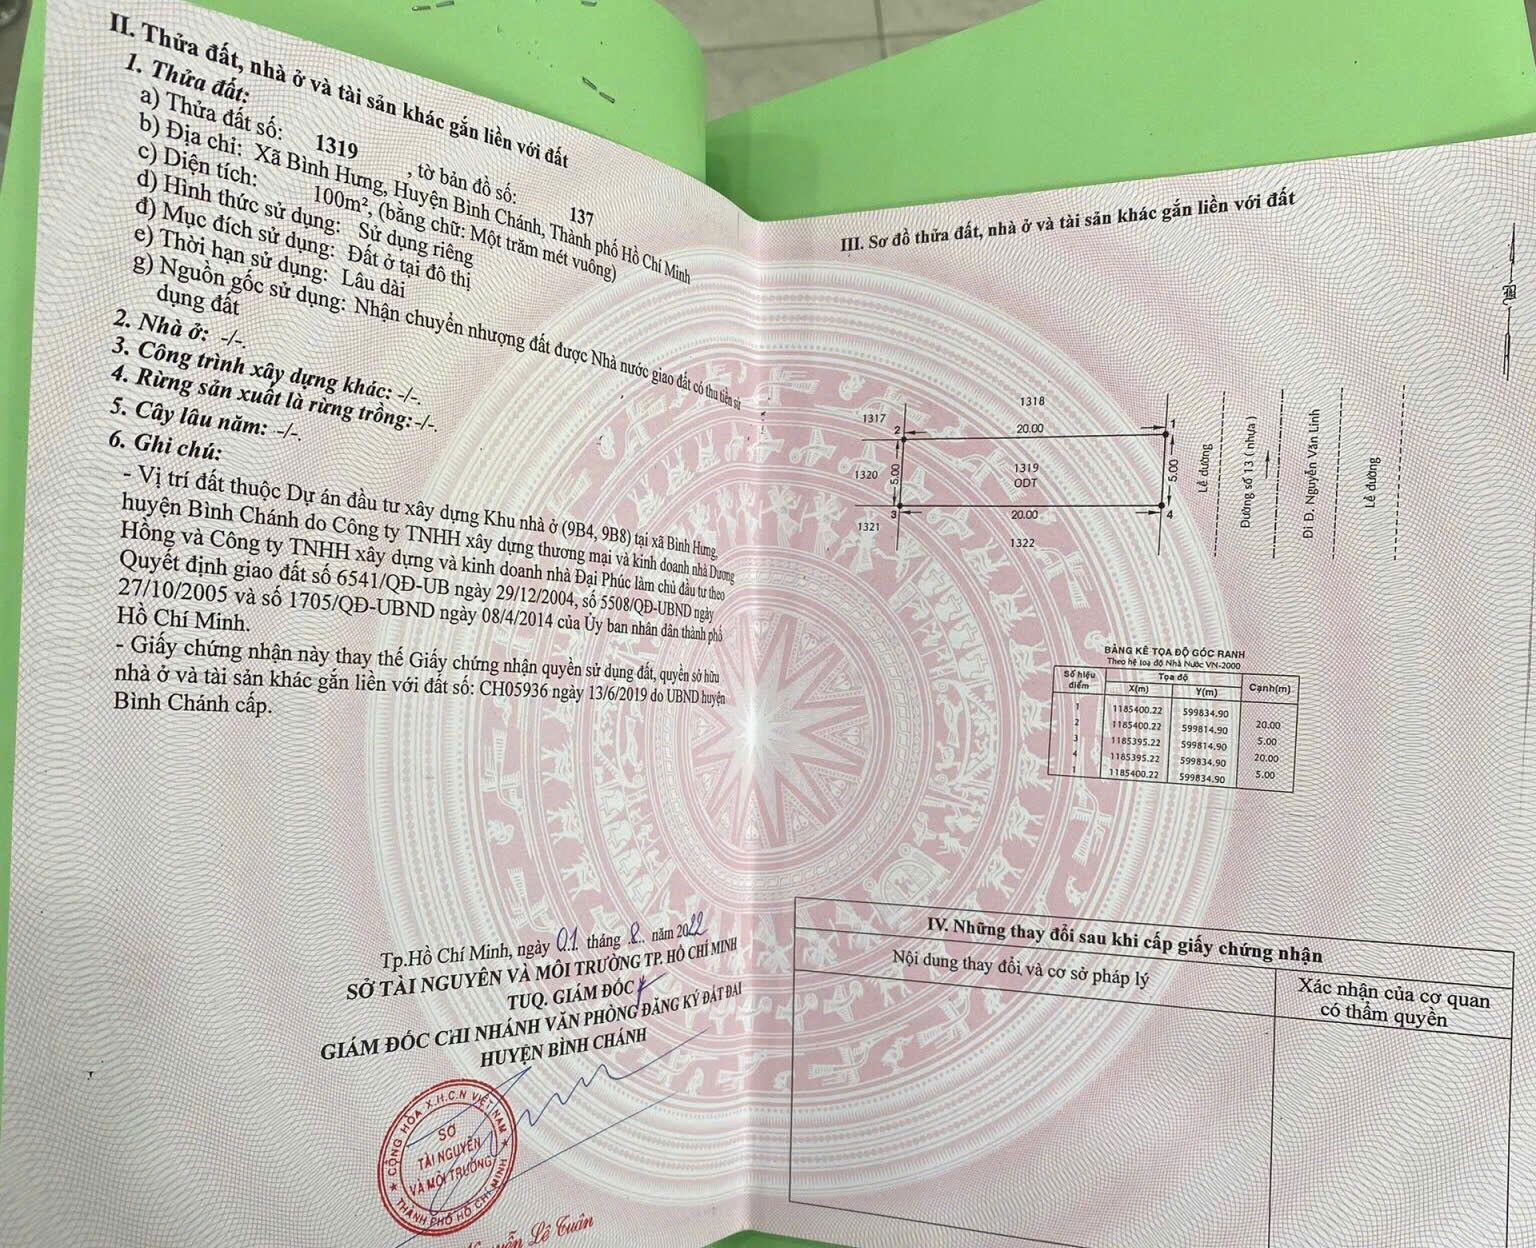 II. Thửa đất, nhà ở và tài sản khác gắn liền với đất
1. Thửa đất:
a) Thửa đất số: 1319 , tờ bản đồ số: 137
b) Địa chỉ: Xã Bình Hưng, Huyện Bình Chánh, Thành phố Hồ Chí Minh
c) Diện tích: 100m², (bằng chữ: Một trăm mét vuông)
d) Hình thức sử dụng: Sử dụng riêng
đ) Mục đích sử dụng: Đất ở tại đô thị
e) Thời hạn sử dụng: Lâu dài
g) Nguồn gốc sử dụng: Nhận chuyển nhượng đất được Nhà nước giao đất có thu tiền sử
dụng đất
2. Nhà ở: -/-.
3. Công trình xây dựng khác: -/-.
4. Rừng sản xuất là rừng trồng: -/-.
5. Cây lâu năm: -/-.
6. Ghi chú:
- Vị trí đất thuộc Dự án đầu tư xây dựng Khu nhà ở (9B4, 9B8) tại xã Bình Hưng,
huyện Bình Chánh do Công ty TNHH xây dựng thương mại và kinh doanh nhà Dương
Hồng và Công ty TNHH xây dựng và kinh doanh nhà Đại Phúc làm chủ đầu tư theo
Quyết định giao đất số 6541/QĐ-UB ngày 29/12/2004, số 5508/QĐ-UBND ngày
27/10/2005 và số 1705/QĐ-UBND ngày 08/4/2014 của Ủy ban nhân dân thành phố
Hồ Chí Minh.
- Giấy chứng nhận này thay thế Giấy chứng nhận quyền sử dụng đất, quyền sở hữu
nhà ở và tài sản khác gắn liền với đất số: CH05936 ngày 13/6/2019 do UBND huyện
Bình Chánh cấp.
Tp.Hồ Chí Minh, ngày 01 tháng 8 năm 2022
SỞ TÀI NGUYÊN VÀ MÔI TRƯỜNG TP. HỒ CHÍ MINH
TUQ. GIÁM ĐỐC
GIÁM ĐỐC CHI NHÁNH VĂN PHÒNG ĐĂNG KÝ ĐẤT ĐAI
HUYỆN BÌNH CHÁNH
CỘNG HÒA X.H.C.N VIỆT NAM
SỞ
TÀI NGUYÊN
VÀ MÔI TRƯỜNG
THÀNH PHỐ HỒ CHÍ MINH
Lê Tuân
III. Sơ đồ thửa đất, nhà ở và tài sản khác gắn liền với đất
1318
1317
2
20.00
1
1320
5.00
1319
ODT
5.00
3
20.00
4
1321
1322
Lề đường
Đường số 13 ( nhựa )
Đi Đ. Nguyễn Văn Linh
Lề đường
BẢNG KÊ TỌA ĐỘ GÓC RANH
Theo hệ toạ độ Nhà Nước VN-2000
Số hiệu điểm Tọa độ Cạnh(m)
X(m) Y(m)
1 1185400.22 599834.90
20.00
2 1185400.22 599814.90
5.00
3 1185395.22 599814.90
20.00
4 1185395.22 599834.90
5.00
1 1185400.22 599834.90
IV. Những thay đổi sau khi cấp giấy chứng nhận
Nội dung thay đổi và cơ sở pháp lý
Xác nhận của cơ quan
có thẩm quyền